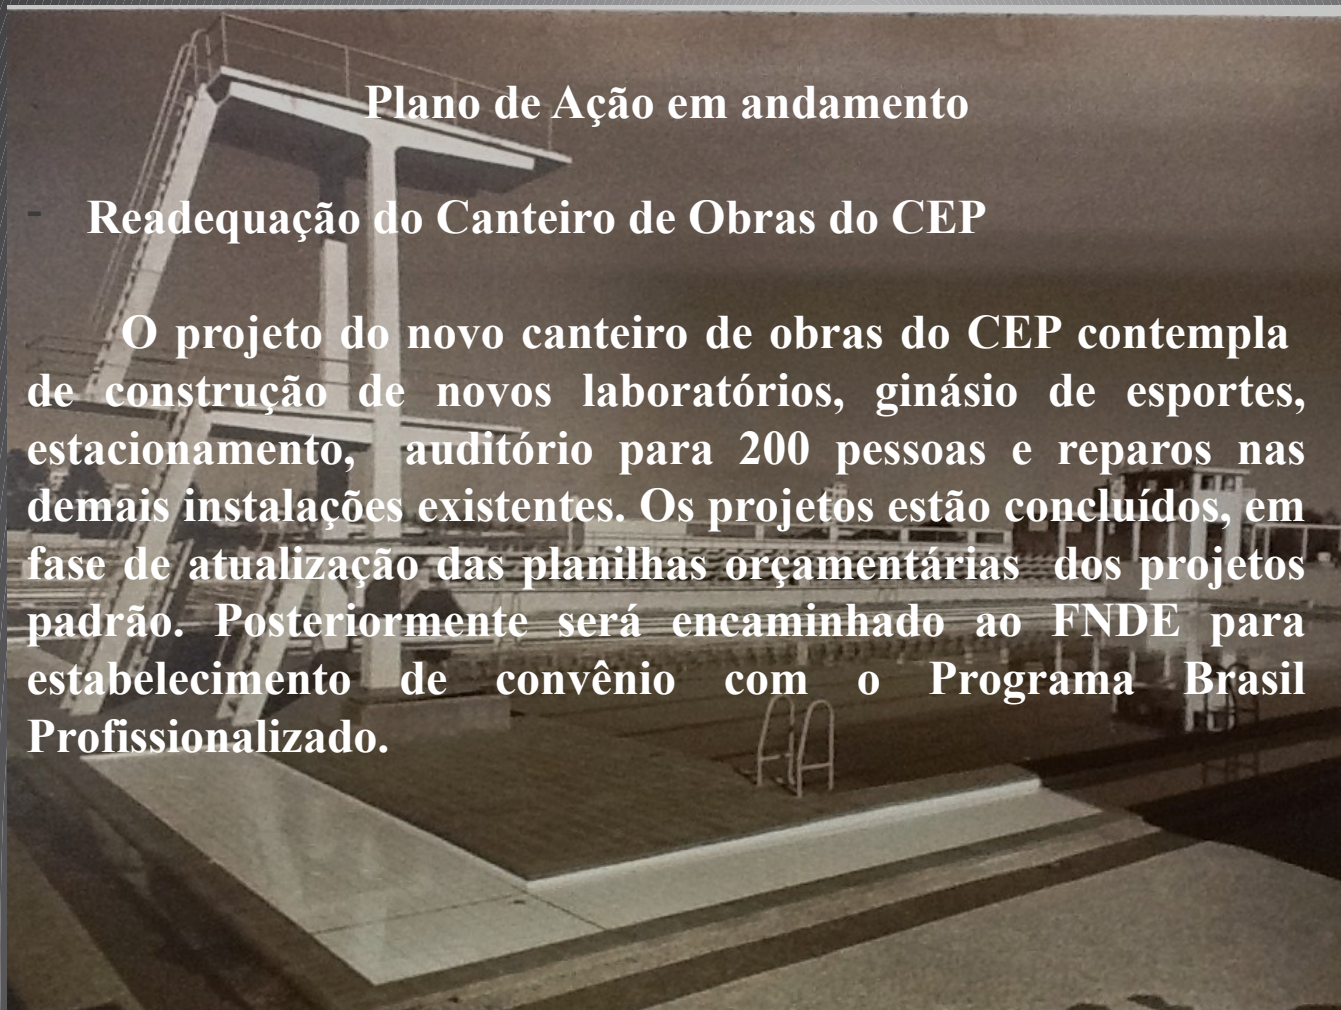 Plano de Ação em andamento
- Readequação do Canteiro de Obras do CEP
O projeto do novo canteiro de obras do CEP contempla
de construção de novos laboratórios, ginásio de esportes,
estacionamento, auditório para 200 pessoas e reparos nas
demais instalações existentes. Os projetos estão concluídos, em
fase de atualização das planilhas orçamentárias dos projetos
padrão. Posteriormente será encaminhado ao FNDE para
estabelecimento de convênio com o Programa Brasil
Profissionalizado.